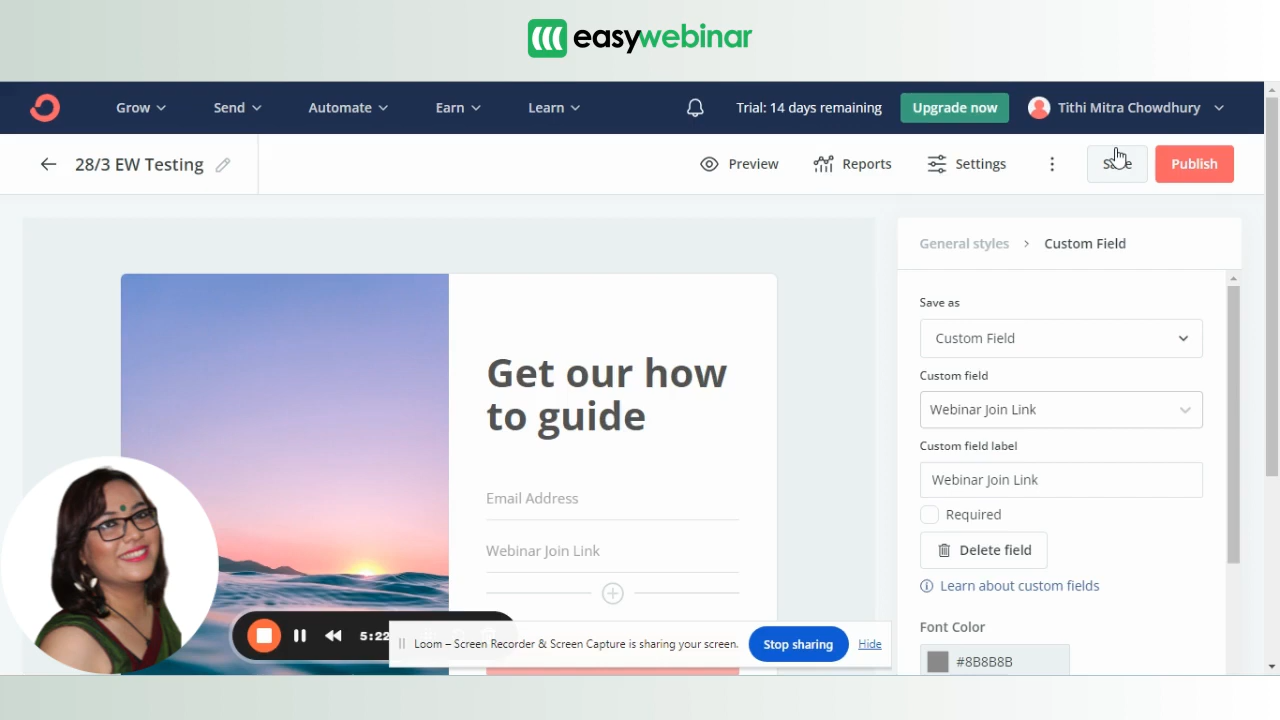 easywebinar
Grow
Send
Automate
Earn
Learn
Trial: 14 days remaining
Upgrade now
Tithi Mitra Chowdhury
28/3 EW Testing
Preview
Reports
Settings
Publish
General styles > Custom Field
Save as
Custom Field
Custom field
Webinar Join Link
Custom field label
Webinar Join Link
Required
Delete field
Learn about custom fields
Font Color
#8B8B8B
Get our how
to guide
Email Address
Webinar Join Link
5:22
Loom – Screen Recorder & Screen Capture is sharing your screen.
Stop sharing
Hide